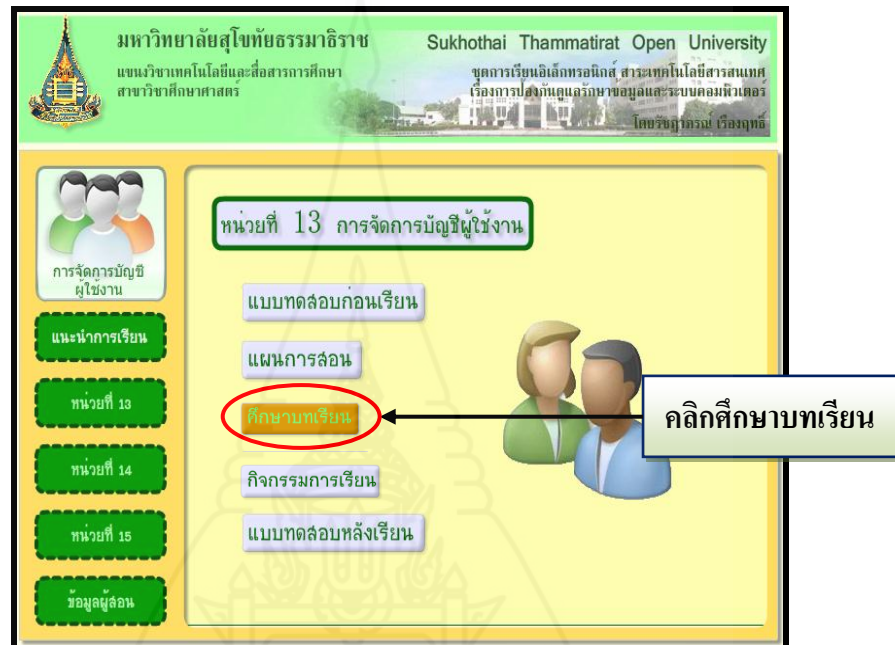 มหาวิทยาลัยสุโขทัยธรรมาธิราช
แขนงวิชาเทคโนโลยีและสื่อสารการศึกษา
สาขาวิชาศึกษาศาสตร์
Sukhothai Thammatirat Open University
ชุดการเรียนอิเล็กทรอนิกส์ สาระเทคโนโลยีสารสนเทศ
เรื่องการป้องกันดูแลรักษาข้อมูลและระบบคอมพิวเตอร์
เรืองฤทธิ์
การจัดการบัญชี
ผู้ใช้งาน
แนะนำการเรียน
หน่วยที่ 13
หน่วยที่ 14
หน่วยที่ 15
ข้อมูลผู้สอน
หน่วยที่ 13 การจัดการบัญชีผู้ใช้งาน
แบบทดสอบก่อนเรียน
แผนการสอน
ศึกษาบทเรียน
กิจกรรมการเรียน
แบบทดสอบหลังเรียน
คลิกศึกษาบทเรียน